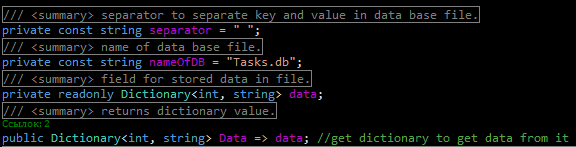 /// <summary> separator to separate key and value in data base file.
private const string separator = " ";
/// <summary> name of data base file.
private const string nameOfDB = "Tasks.db";
/// <summary> field for stored data in file.
private readonly Dictionary<int, string> data;
/// <summary> returns dictionary value.
Ссылок: 2
public Dictionary<int, string> Data => data; //get dictionary to get data from it